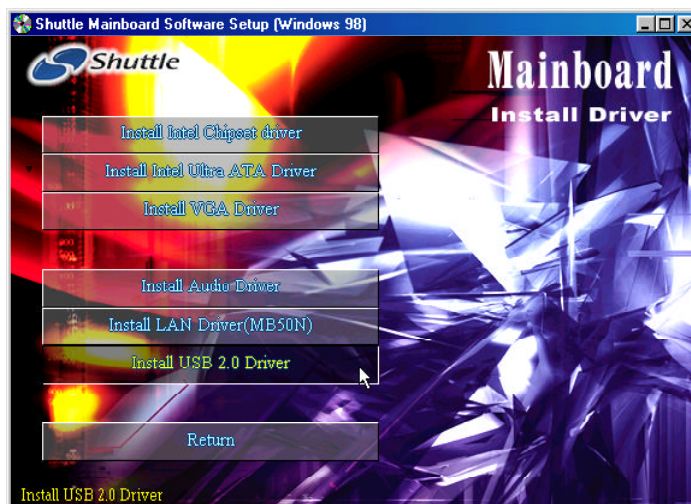 Shuttle Mainboard Software Setup (Windows 98)
Shuttle
Mainboard
Install Driver
Install Intel Chipset driver
Install Intel Ultra ATA Driver
Install VGA Driver
Install Audio Driver
Install LAN Driver(MB50N)
Install USB 2.0 Driver
Return
Install USB 2.0 Driver